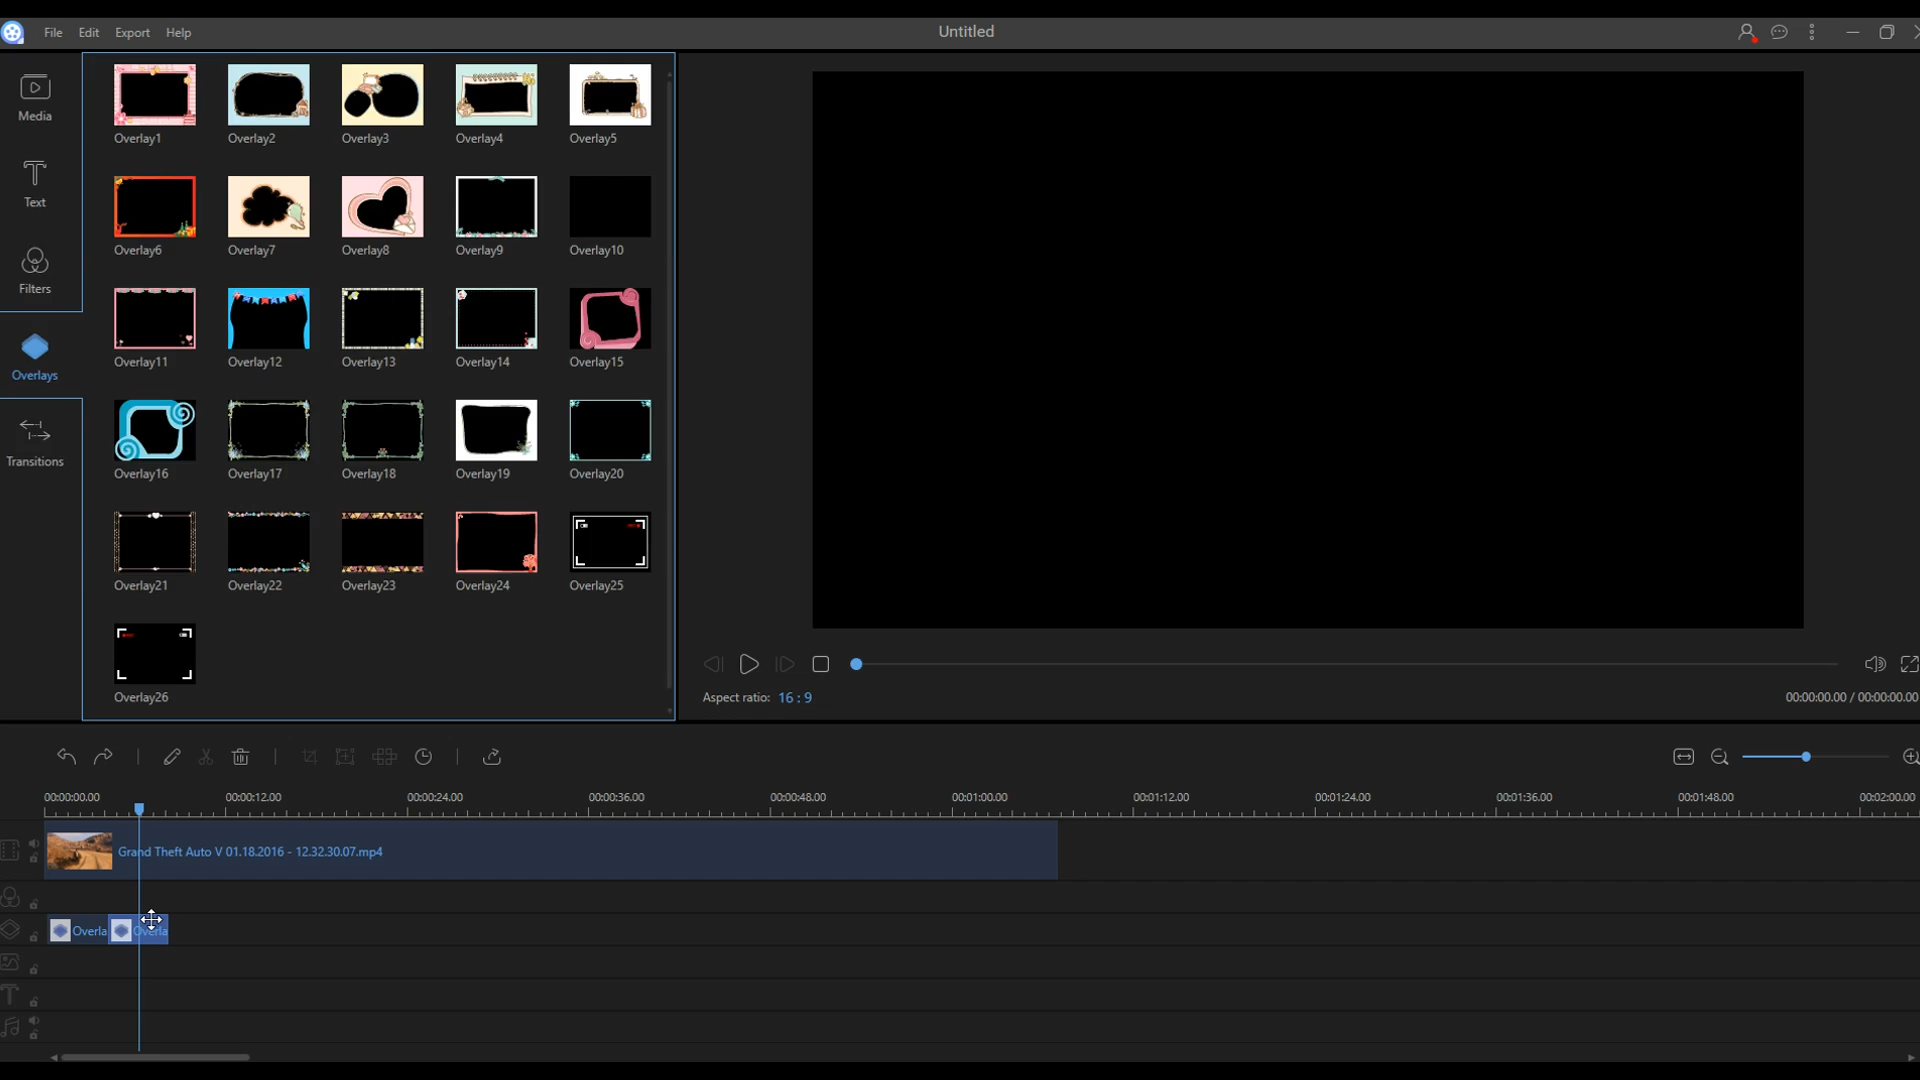 File Edit Export Help Untitled
Media
Text
Filters
Overlays
Transitions
Overlay1 Overlay2 Overlay3 Overlay4 Overlay5
Overlay6 Overlay7 Overlay8 Overlay9 Overlay10
Overlay11 Overlay12 Overlay13 Overlay14 Overlay15
Overlay16 Overlay17 Overlay18 Overlay19 Overlay20
Overlay21 Overlay22 Overlay23 Overlay24 Overlay25
Overlay26
Aspect ratio: 16 : 9 00:00:00.00 / 00:00:00.00
00:00:00.00 00:00:12.00 00:00:24.00 00:00:36.00 00:00:48.00 00:01:00.00 00:01:12.00 00:01:24.00 00:01:36.00 00:01:48.00 00:02:00.00
Grand Theft Auto V 01.18.2016 - 12.32.30.07.mp4
Overla Overla